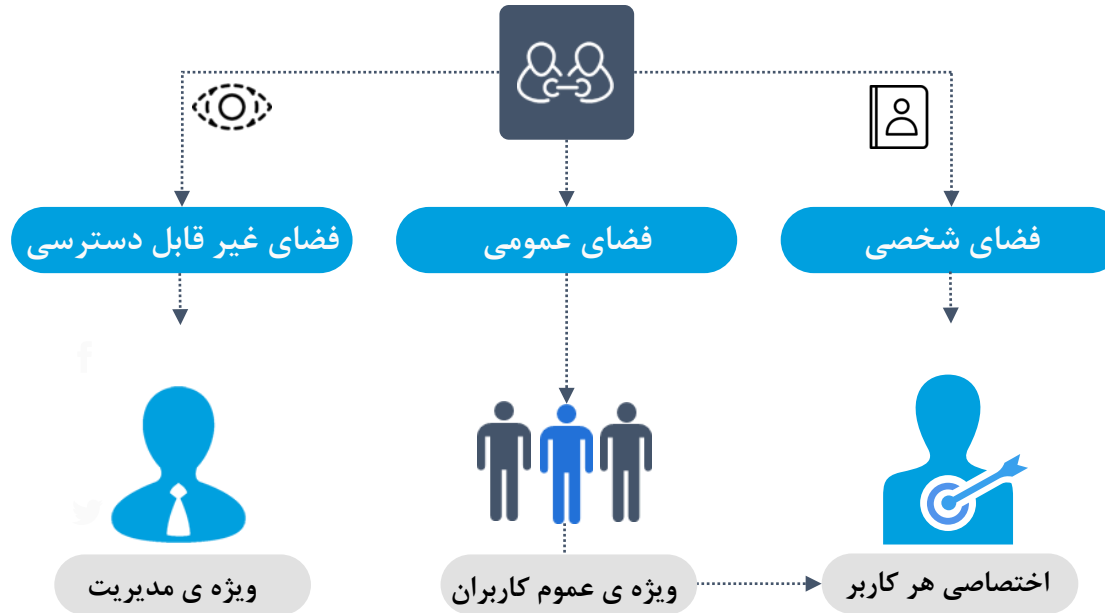 فضای شخصی
فضای عمومی
فضای غیر قابل دسترسی
اختصاصی هر کاربر
ویژه ی عموم کاربران
ویژه ی مدیریت